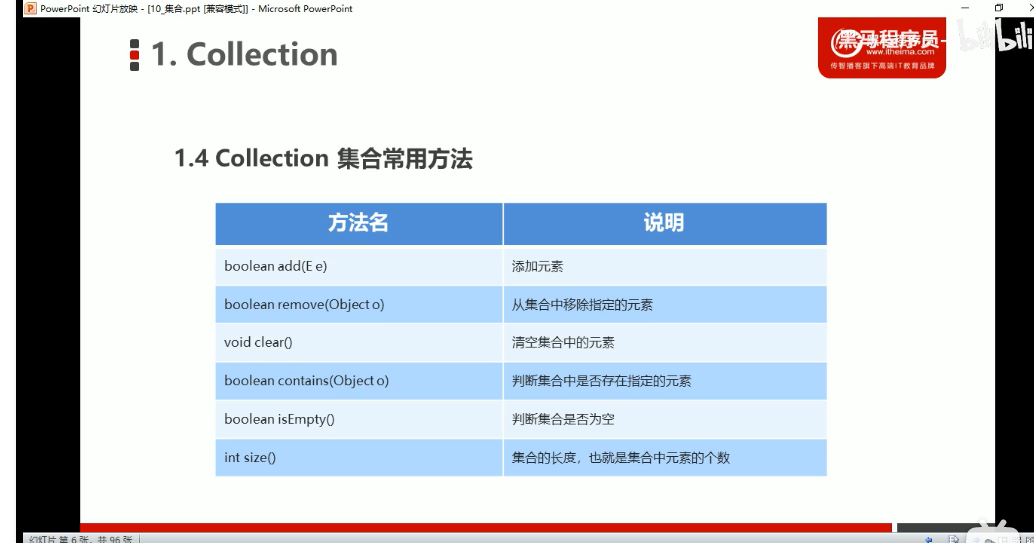 PowerPoint 幻灯片放映 - [10_集合.ppt [兼容模式]] - Microsoft PowerPoint
1. Collection
黑马程序员
www.itheima.com
传智播客旗下高端IT教育品牌
bilibili
1.4 Collection 集合常用方法
方法名 说明
boolean add(E e) 添加元素
boolean remove(Object o) 从集合中移除指定的元素
void clear() 清空集合中的元素
boolean contains(Object o) 判断集合中是否存在指定的元素
boolean isEmpty() 判断集合是否为空
int size() 集合的长度，也就是集合中元素的个数
幻灯片 第 6 张，共 96 张